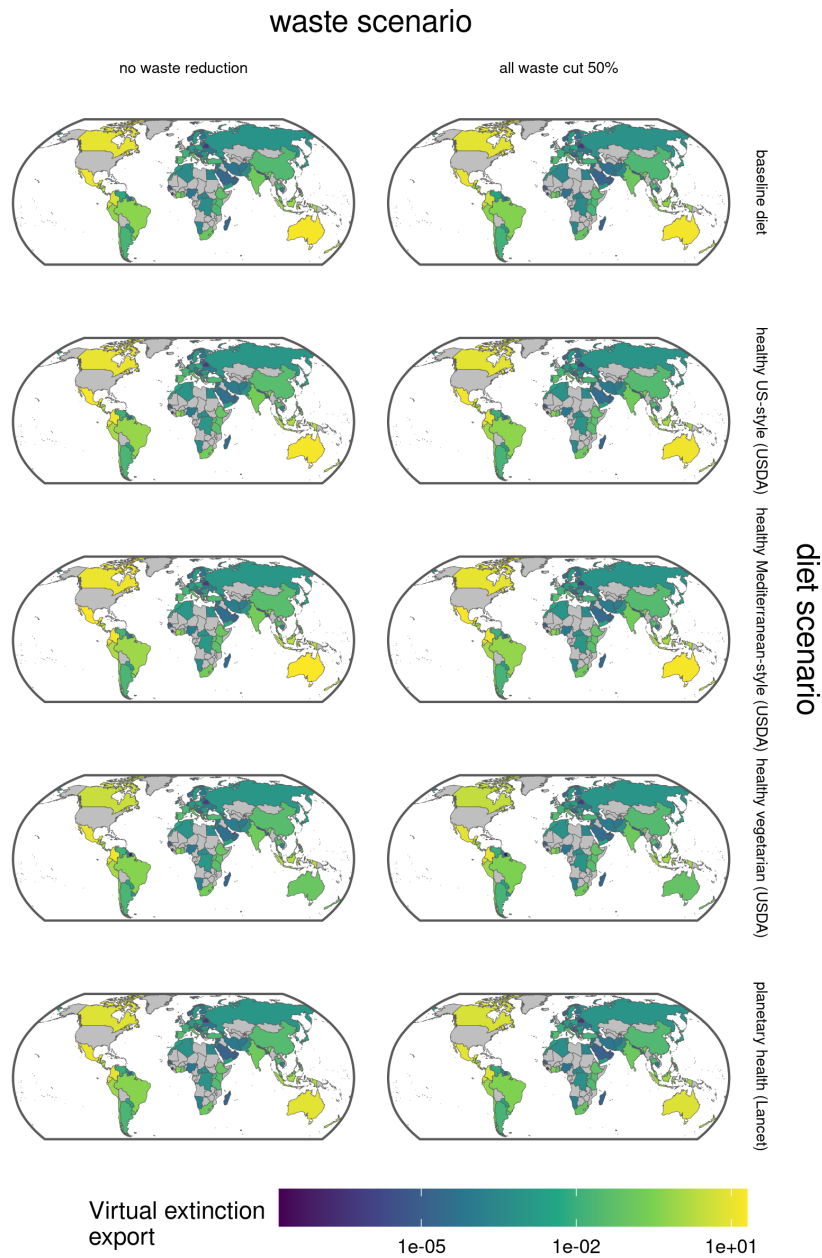 waste scenario
no waste reduction
all waste cut 50%
baseline diet
healthy US-style (USDA)
healthy Mediterranean-style (USDA)
healthy vegetarian (USDA)
planetary health (Lancet)
diet scenario
Virtual extinction
export
1e-05
1e-02
1e+01